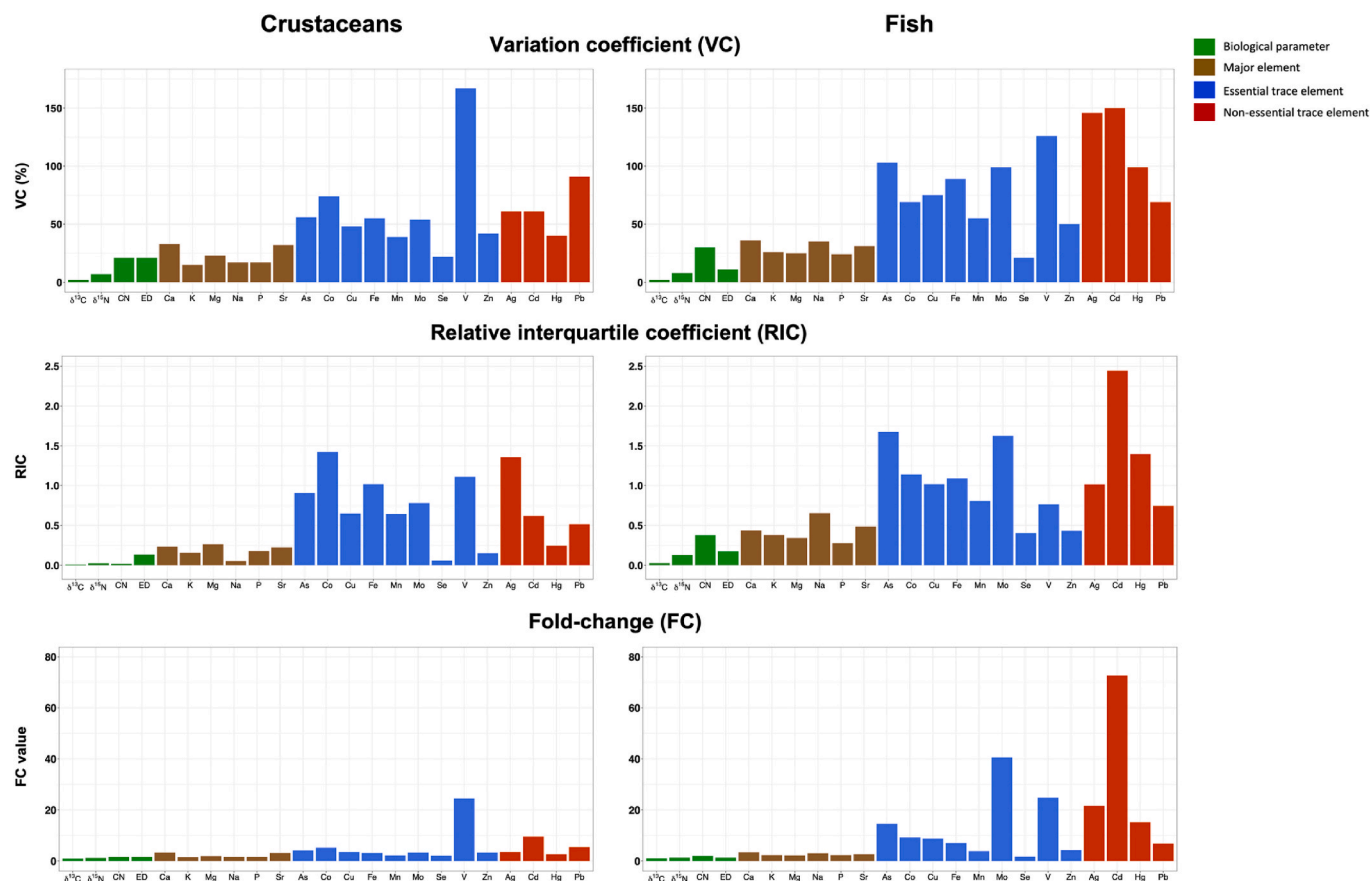 Crustaceans Fish
Variation coefficient (VC)
Biological parameter
Major element
Essential trace element
Non-essential trace element
VC (%)
150
100
50
0
δ¹³C δ¹⁵N CN ED Ca K Mg Na P Sr As Co Cu Fe Mn Mo Se V Zn Ag Cd Hg Pb
150
100
50
0
δ¹³C δ¹⁵N CN ED Ca K Mg Na P Sr As Co Cu Fe Mn Mo Se V Zn Ag Cd Hg Pb
Relative interquartile coefficient (RIC)
RIC
2.5
2.0
1.5
1.0
0.5
0.0
δ¹³C δ¹⁵N CN ED Ca K Mg Na P Sr As Co Cu Fe Mn Mo Se V Zn Ag Cd Hg Pb
2.5
2.0
1.5
1.0
0.5
0.0
δ¹³C δ¹⁵N CN ED Ca K Mg Na P Sr As Co Cu Fe Mn Mo Se V Zn Ag Cd Hg Pb
Fold-change (FC)
FC value
80
60
40
20
0
δ¹³C δ¹⁵N CN ED Ca K Mg Na P Sr As Co Cu Fe Mn Mo Se V Zn Ag Cd Hg Pb
80
60
40
20
0
δ¹³C δ¹⁵N CN ED Ca K Mg Na P Sr As Co Cu Fe Mn Mo Se V Zn Ag Cd Hg Pb